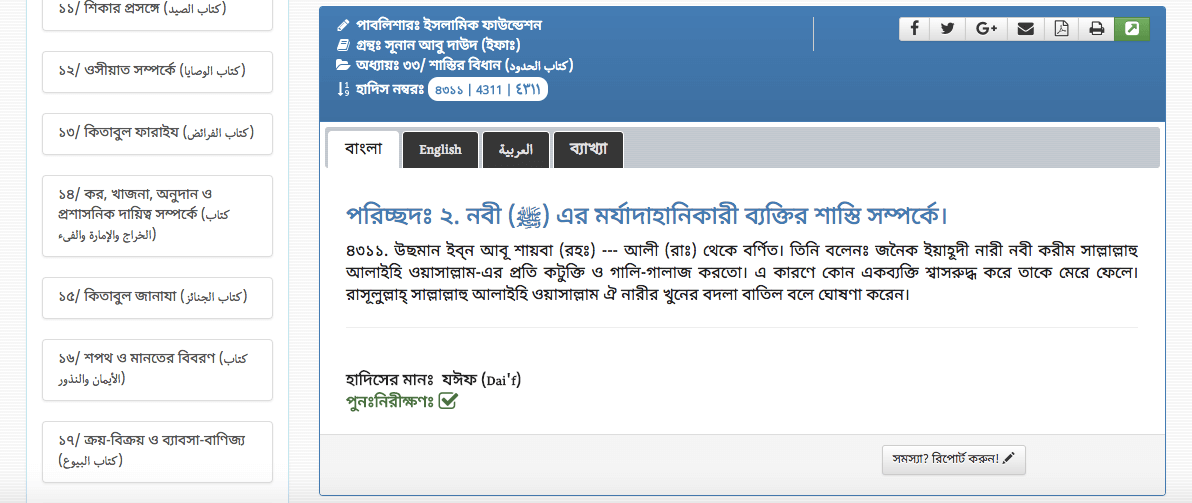 ১১/ শিকার প্রসঙ্গে (كتاب الصيد)
১২/ ওসীয়াত সম্পর্কে (كتاب الوصايا)
১৩/ কিতাবুল ফারাইয (كتاب الفرائض)
১৪/ কর, খাজনা, অনুদান ও
প্রশাসনিক দায়িত্ব সম্পর্কে (كتاب
الخراج والإمارة والفىء)
১৫/ কিতাবুল জানাযা (كتاب الجنائز)
১৬/ শপথ ও মানতের বিবরণ (كتاب
الأيمان والنذور)
১৭/ ক্রয়-বিক্রয় ও ব্যাবসা-বাণিজ্য
(كتاب البيوع)
পাবলিশারঃ ইসলামিক ফাউন্ডেশন
গ্রন্থঃ সূনান আবু দাউদ (ইফাঃ)
অধ্যায়ঃ ৩৩/ শাস্তির বিধান (كتاب الحدود)
হাদিস নম্বরঃ ৪৩১১ | 4311 | ٤۳۱۱
বাংলা English العربية ব্যাখ্যা
পরিচ্ছদঃ ২. নবী (ﷺ) এর মর্যাদাহানিকারী ব্যক্তির শাস্তি সম্পর্কে।
৪৩১১. উছমান ইব্‌ন আবূ শায়বা (রহঃ) --- আলী (রাঃ) থেকে বর্ণিত। তিনি বলেনঃ জনৈক ইয়াহূদী নারী নবী করীম সাল্লাল্লাহু
আলাইহি ওয়াসাল্লাম-এর প্রতি কটুক্তি ও গালি-গালাজ করতো। এ কারণে কোন একব্যক্তি শ্বাসরুদ্ধ করে তাকে মেরে ফেলে।
রাসূলুল্লাহ্ সাল্লাল্লাহু আলাইহি ওয়াসাল্লাম ঐ নারীর খুনের বদলা বাতিল বলে ঘোষণা করেন।
হাদিসের মানঃ যঈফ (Dai'f)
পুনঃনিরীক্ষণঃ
সমস্যা? রিপোর্ট করুন!